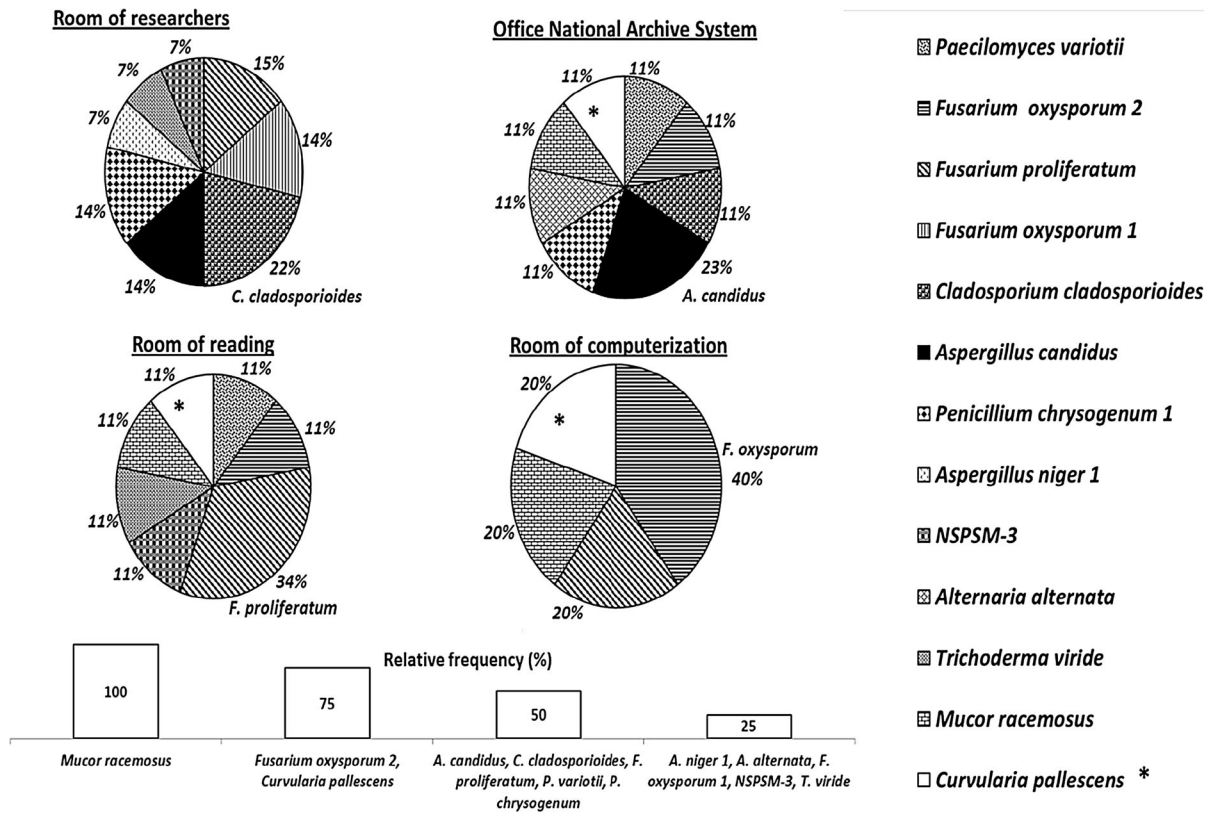 Room of researchers
7%
15%
7%
7%
14%
14%
22%
14%
C. cladosporioides
Office National Archive System
11%
11%
11%
11%
11%
11%
11%
23%
A. candidus
Room of reading
11%
11%
11%
11%
11%
11%
34%
F. proliferatum
Room of computerization
20%
F. oxysporum
40%
20%
20%
*
*
*
Relative frequency (%)
100
75
50
25
Mucor racemosus
Fusarium oxysporum 2,
Curvularia pallescens
A. candidus, C. cladosporioides, F.
proliferatum, P. variotii, P.
chrysogenum
A. niger 1, A. alternata, F.
oxysporum 1, NSPSM-3, T. viride
Paecilomyces variotii
Fusarium oxysporum 2
Fusarium proliferatum
Fusarium oxysporum 1
Cladosporium cladosporioides
Aspergillus candidus
Penicillium chrysogenum 1
Aspergillus niger 1
NSPSM-3
Alternaria alternata
Trichoderma viride
Mucor racemosus
Curvularia pallescens *